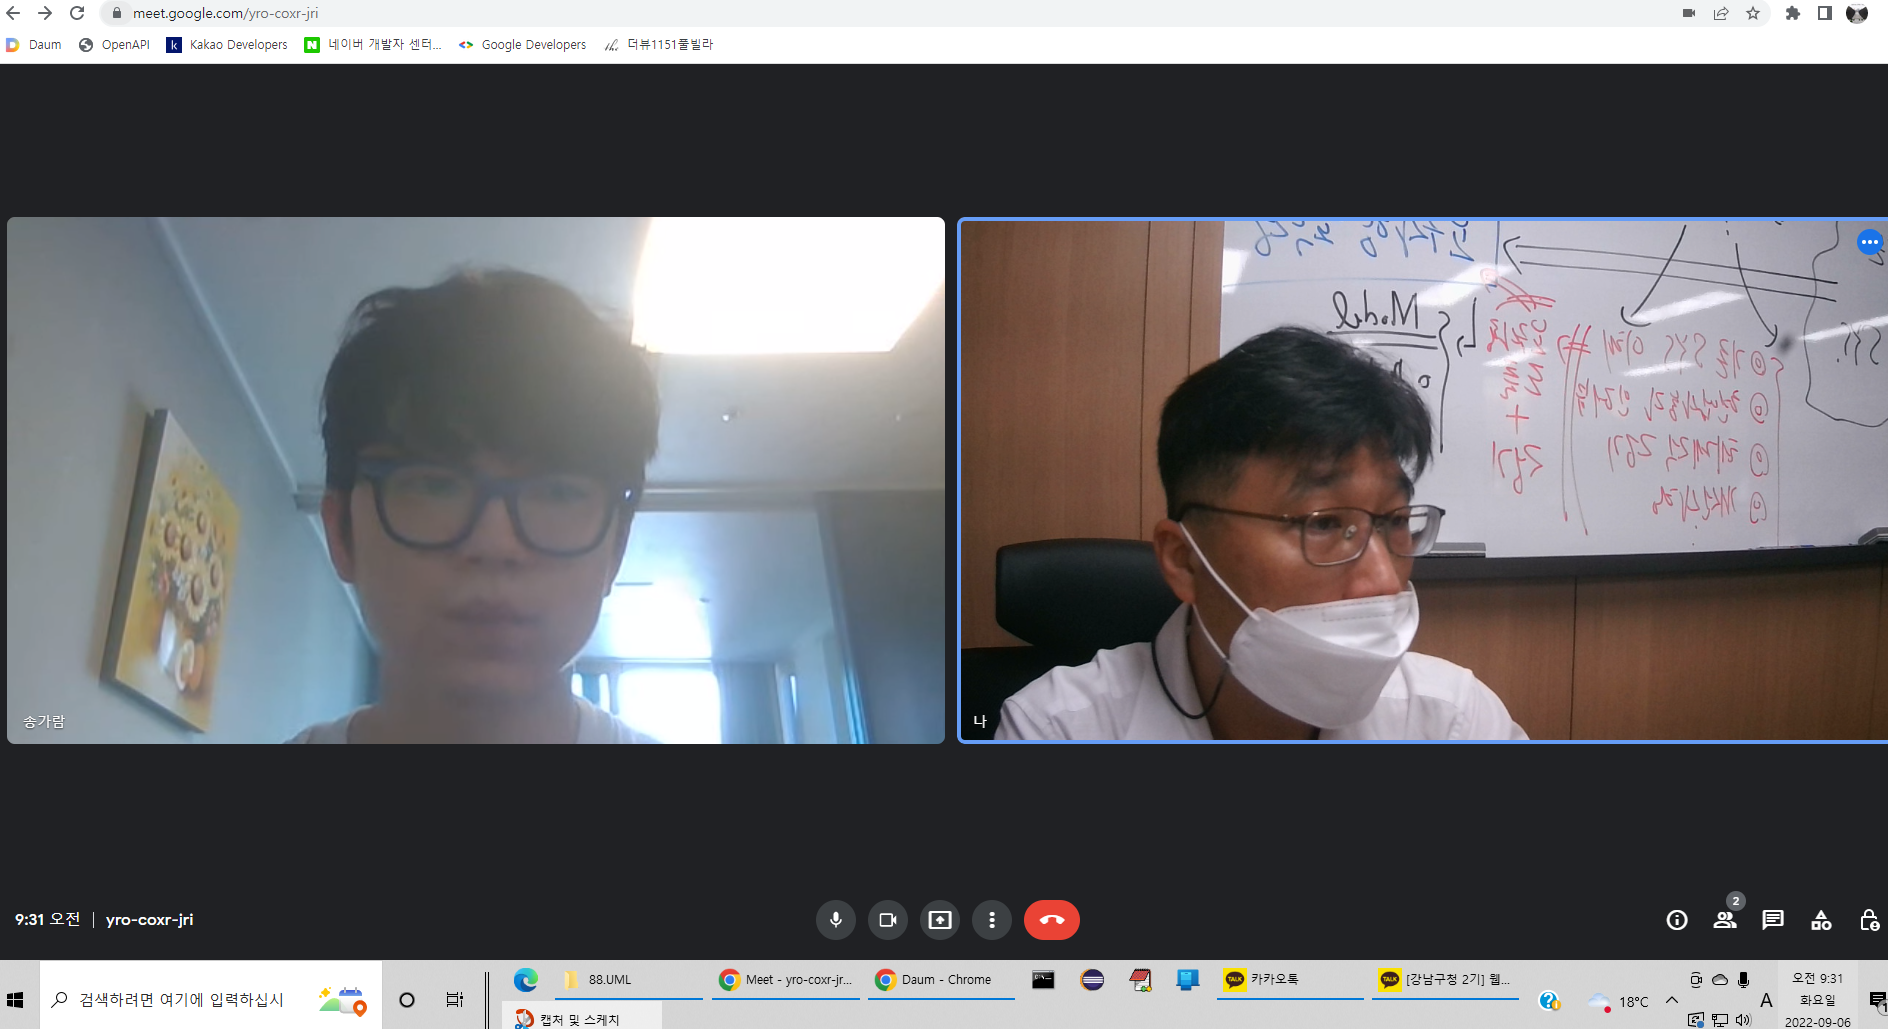 meet.google.com/yro-coxr-jri
Daum
OpenAPI
Kakao Developers
네이버 개발자 센터...
Google Developers
더뷰1151풀빌라
Model
SYS
송가람
나
9:31 오전 | yro-coxr-jri
2
88.UML
Meet - yro-coxr-jr...
Daum - Chrome
카카오톡
[강남구청 2기] 웹...
검색하려면 여기에 입력하십시
캡처 및 스케치
18°C
A
오전 9:31
화요일
2022-09-06